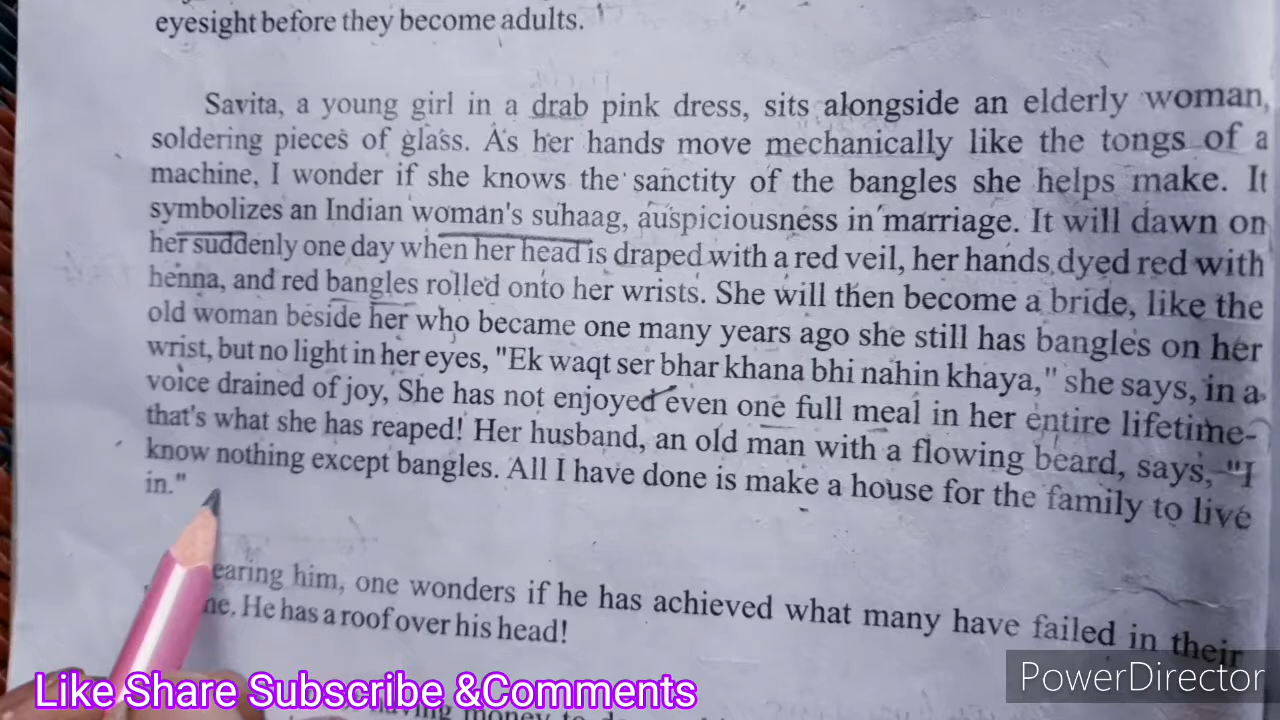 eyesight before they become adults.
Savita, a young girl in a drab pink dress, sits alongside an elderly woman,
soldering pieces of glass. As her hands move mechanically like the tongs of a
machine, I wonder if she knows the sanctity of the bangles she helps make. It
symbolizes an Indian woman's suhaag, auspiciousness in marriage. It will dawn on
her suddenly one day when her head is draped with a red veil, her hands dyed red with
henna, and red bangles rolled onto her wrists. She will then become a bride, like the
old woman beside her who became one many years ago she still has bangles on her
wrist, but no light in her eyes, "Ek waqt ser bhar khana bhi nahin khaya," she says, in a
voice drained of joy, She has not enjoyed even one full meal in her entire lifetime-
that's what she has reaped! Her husband, an old man with a flowing beard, says, "I
know nothing except bangles. All I have done is make a house for the family to live
in."
earing him, one wonders if he has achieved what many have failed in their
ne. He has a roof over his head!
money to
Like Share Subscribe &Comments
PowerDirector